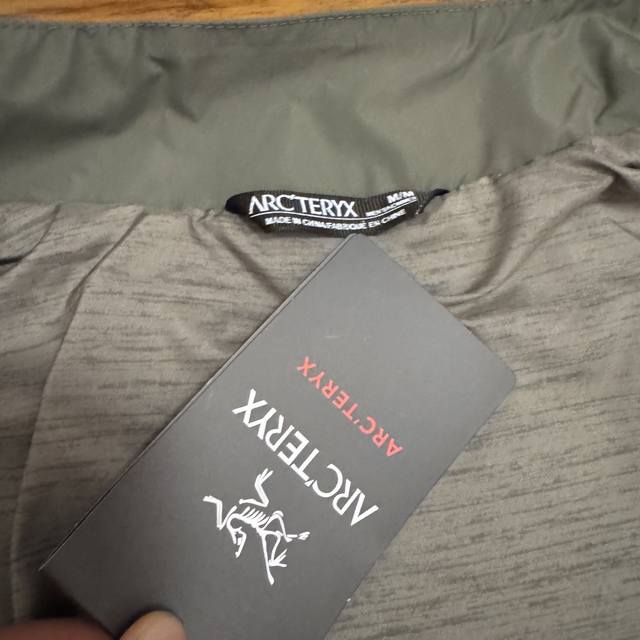 ARC'TERYX M/M
MADE IN CHINA/FABRIQUÉ EN CHINE
ARC'TERYX
ARC'TERYX